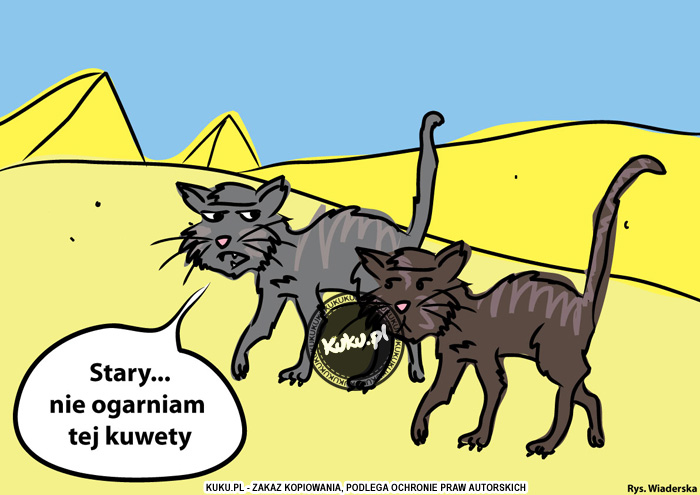 Stary...
nie ogarniam
tej kuwety
Kuku.pl
KUKU.PL - ZAKAZ KOPIOWANIA, PODLEGA OCHRONIE PRAW AUTORSKICH
Rys. Wiaderska